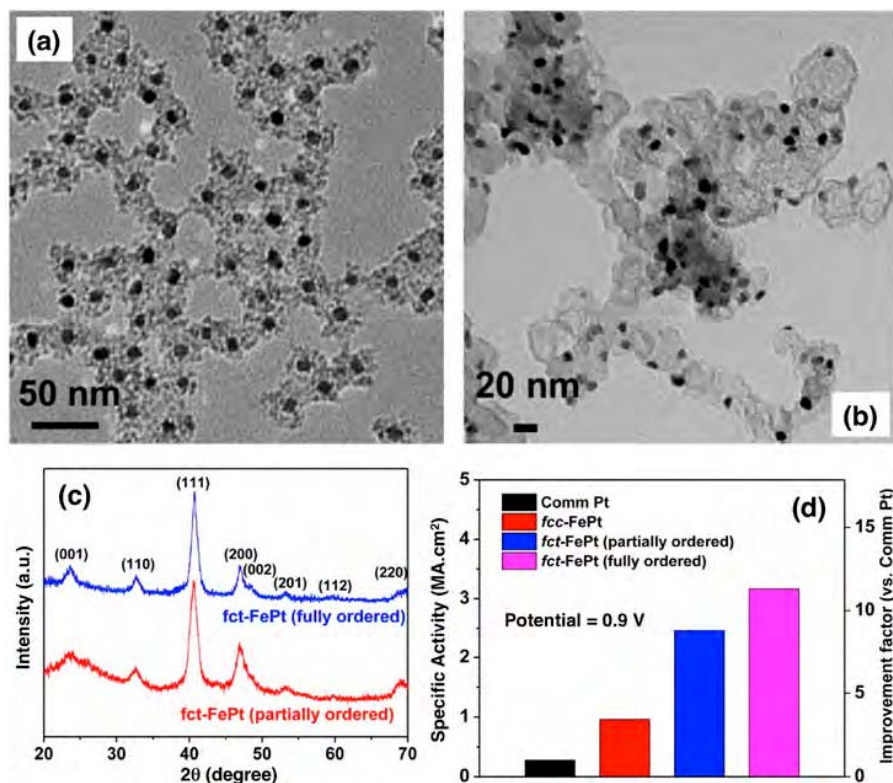 (a)
50 nm
20 nm
(b)
(c)
(111)
(001)
(110)
(200)
(002)
(201)
(112)
(220)
fct-FePt (fully ordered)
fct-FePt (partially ordered)
Intensity (a.u.)
20 30 40 50 60 70
2θ (degree)
(d)
Comm Pt
fcc-FePt
fct-FePt (partially ordered)
fct-FePt (fully ordered)
Potential = 0.9 V
Specific Activity (MA.cm²)
5
4
3
2
1
0
Improvement factor (vs. Comm Pt)
15
10
5
0